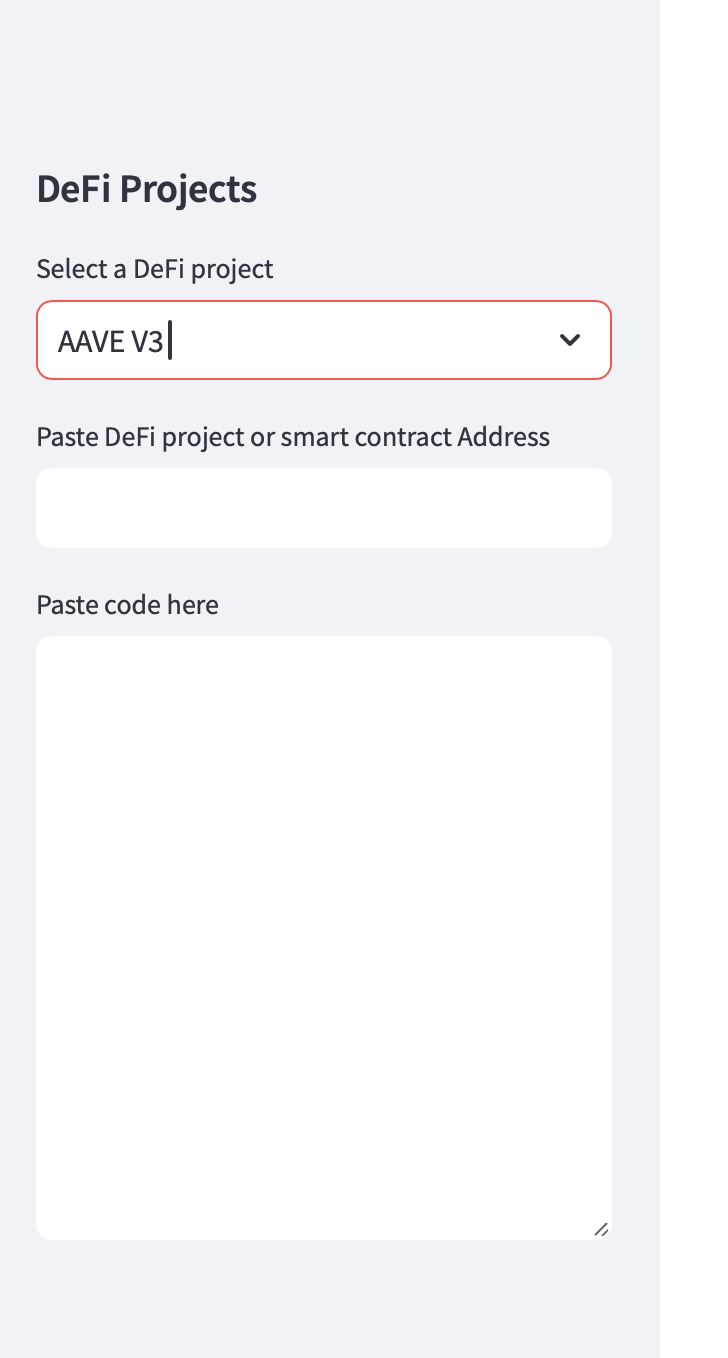 DeFi Projects
Select a DeFi project
AAVE V3
Paste DeFi project or smart contract Address
Paste code here